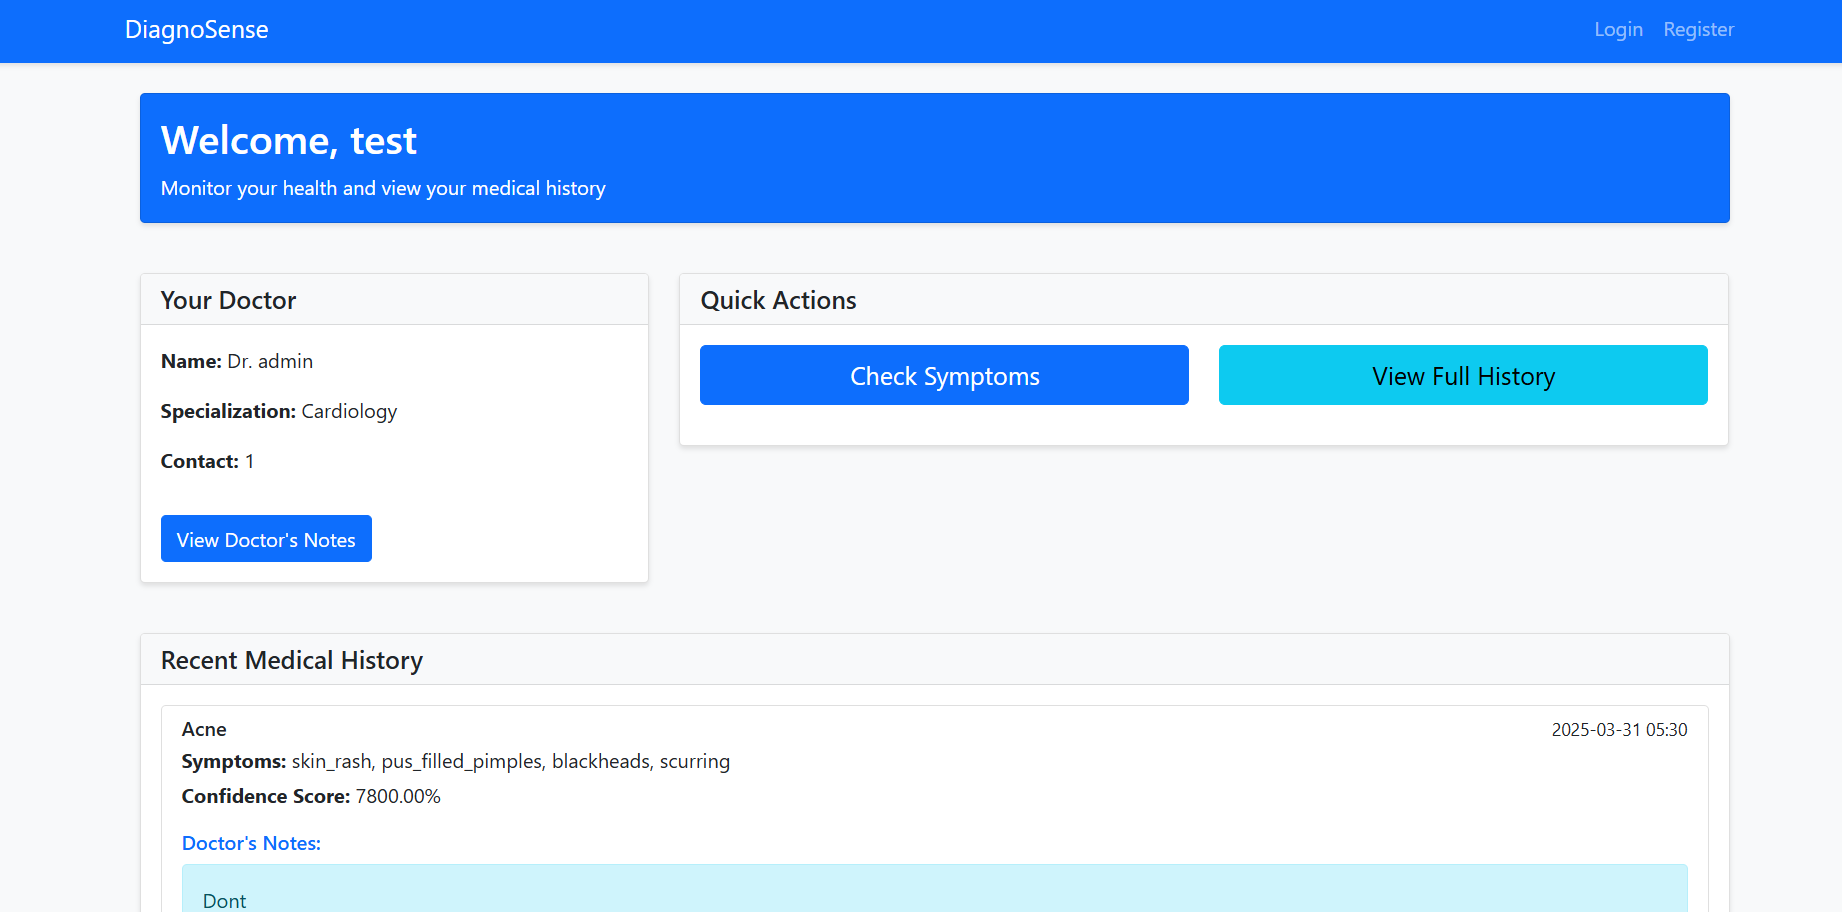 DiagnoSense
Login Register
Welcome, test
Monitor your health and view your medical history
Your Doctor
Name: Dr. admin
Specialization: Cardiology
Contact: 1
View Doctor's Notes
Quick Actions
Check Symptoms
View Full History
Recent Medical History
Acne
2025-03-31 05:30
Symptoms: skin_rash, pus_filled_pimples, blackheads, scurring
Confidence Score: 7800.00%
Doctor's Notes:
Dont